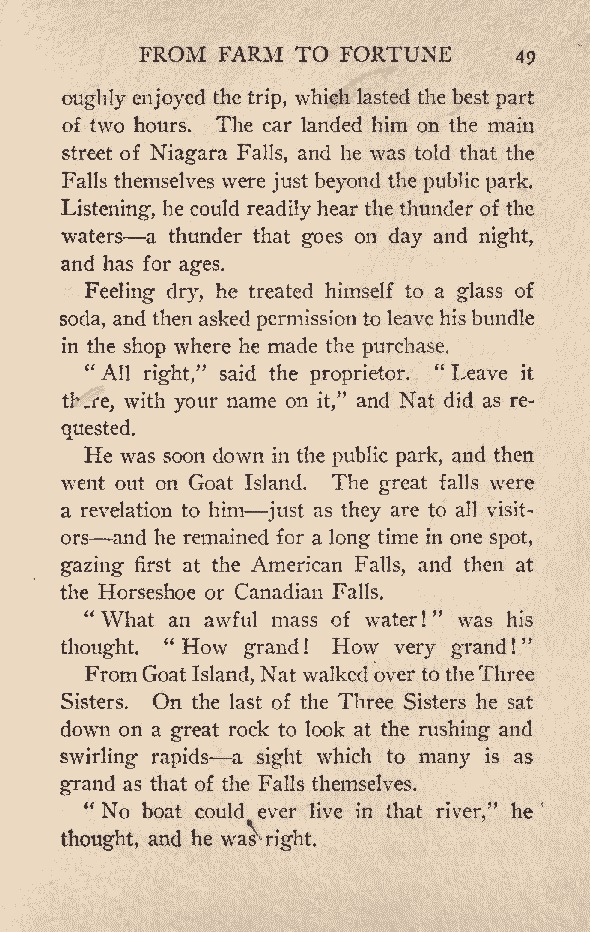 FROM FARM TO FORTUNE 49
oughly enjoyed the trip, which lasted the best part
of two hours. The car landed him on the main
street of Niagara Falls, and he was told that the
Falls themselves were just beyond the public park.
Listening, he could readily hear the thunder of the
waters—a thunder that goes on day and night,
and has for ages.
Feeling dry, he treated himself to a glass of
soda, and then asked permission to leave his bundle
in the shop where he made the purchase.
“All right,” said the proprietor. “Leave it
there, with your name on it,” and Nat did as re-
quested.
He was soon down in the public park, and then
went out on Goat Island. The great falls were
a revelation to him—just as they are to all visit-
ors—and he remained for a long time in one spot,
gazing first at the American Falls, and then at
the Horseshoe or Canadian Falls.
“What an awful mass of water!” was his
thought. “How grand! How very grand!”
From Goat Island, Nat walked over to the Three
Sisters. On the last of the Three Sisters he sat
down on a great rock to look at the rushing and
swirling rapids—a sight which to many is as
grand as that of the Falls themselves.
“No boat could ever live in that river,” he
thought, and he was right.